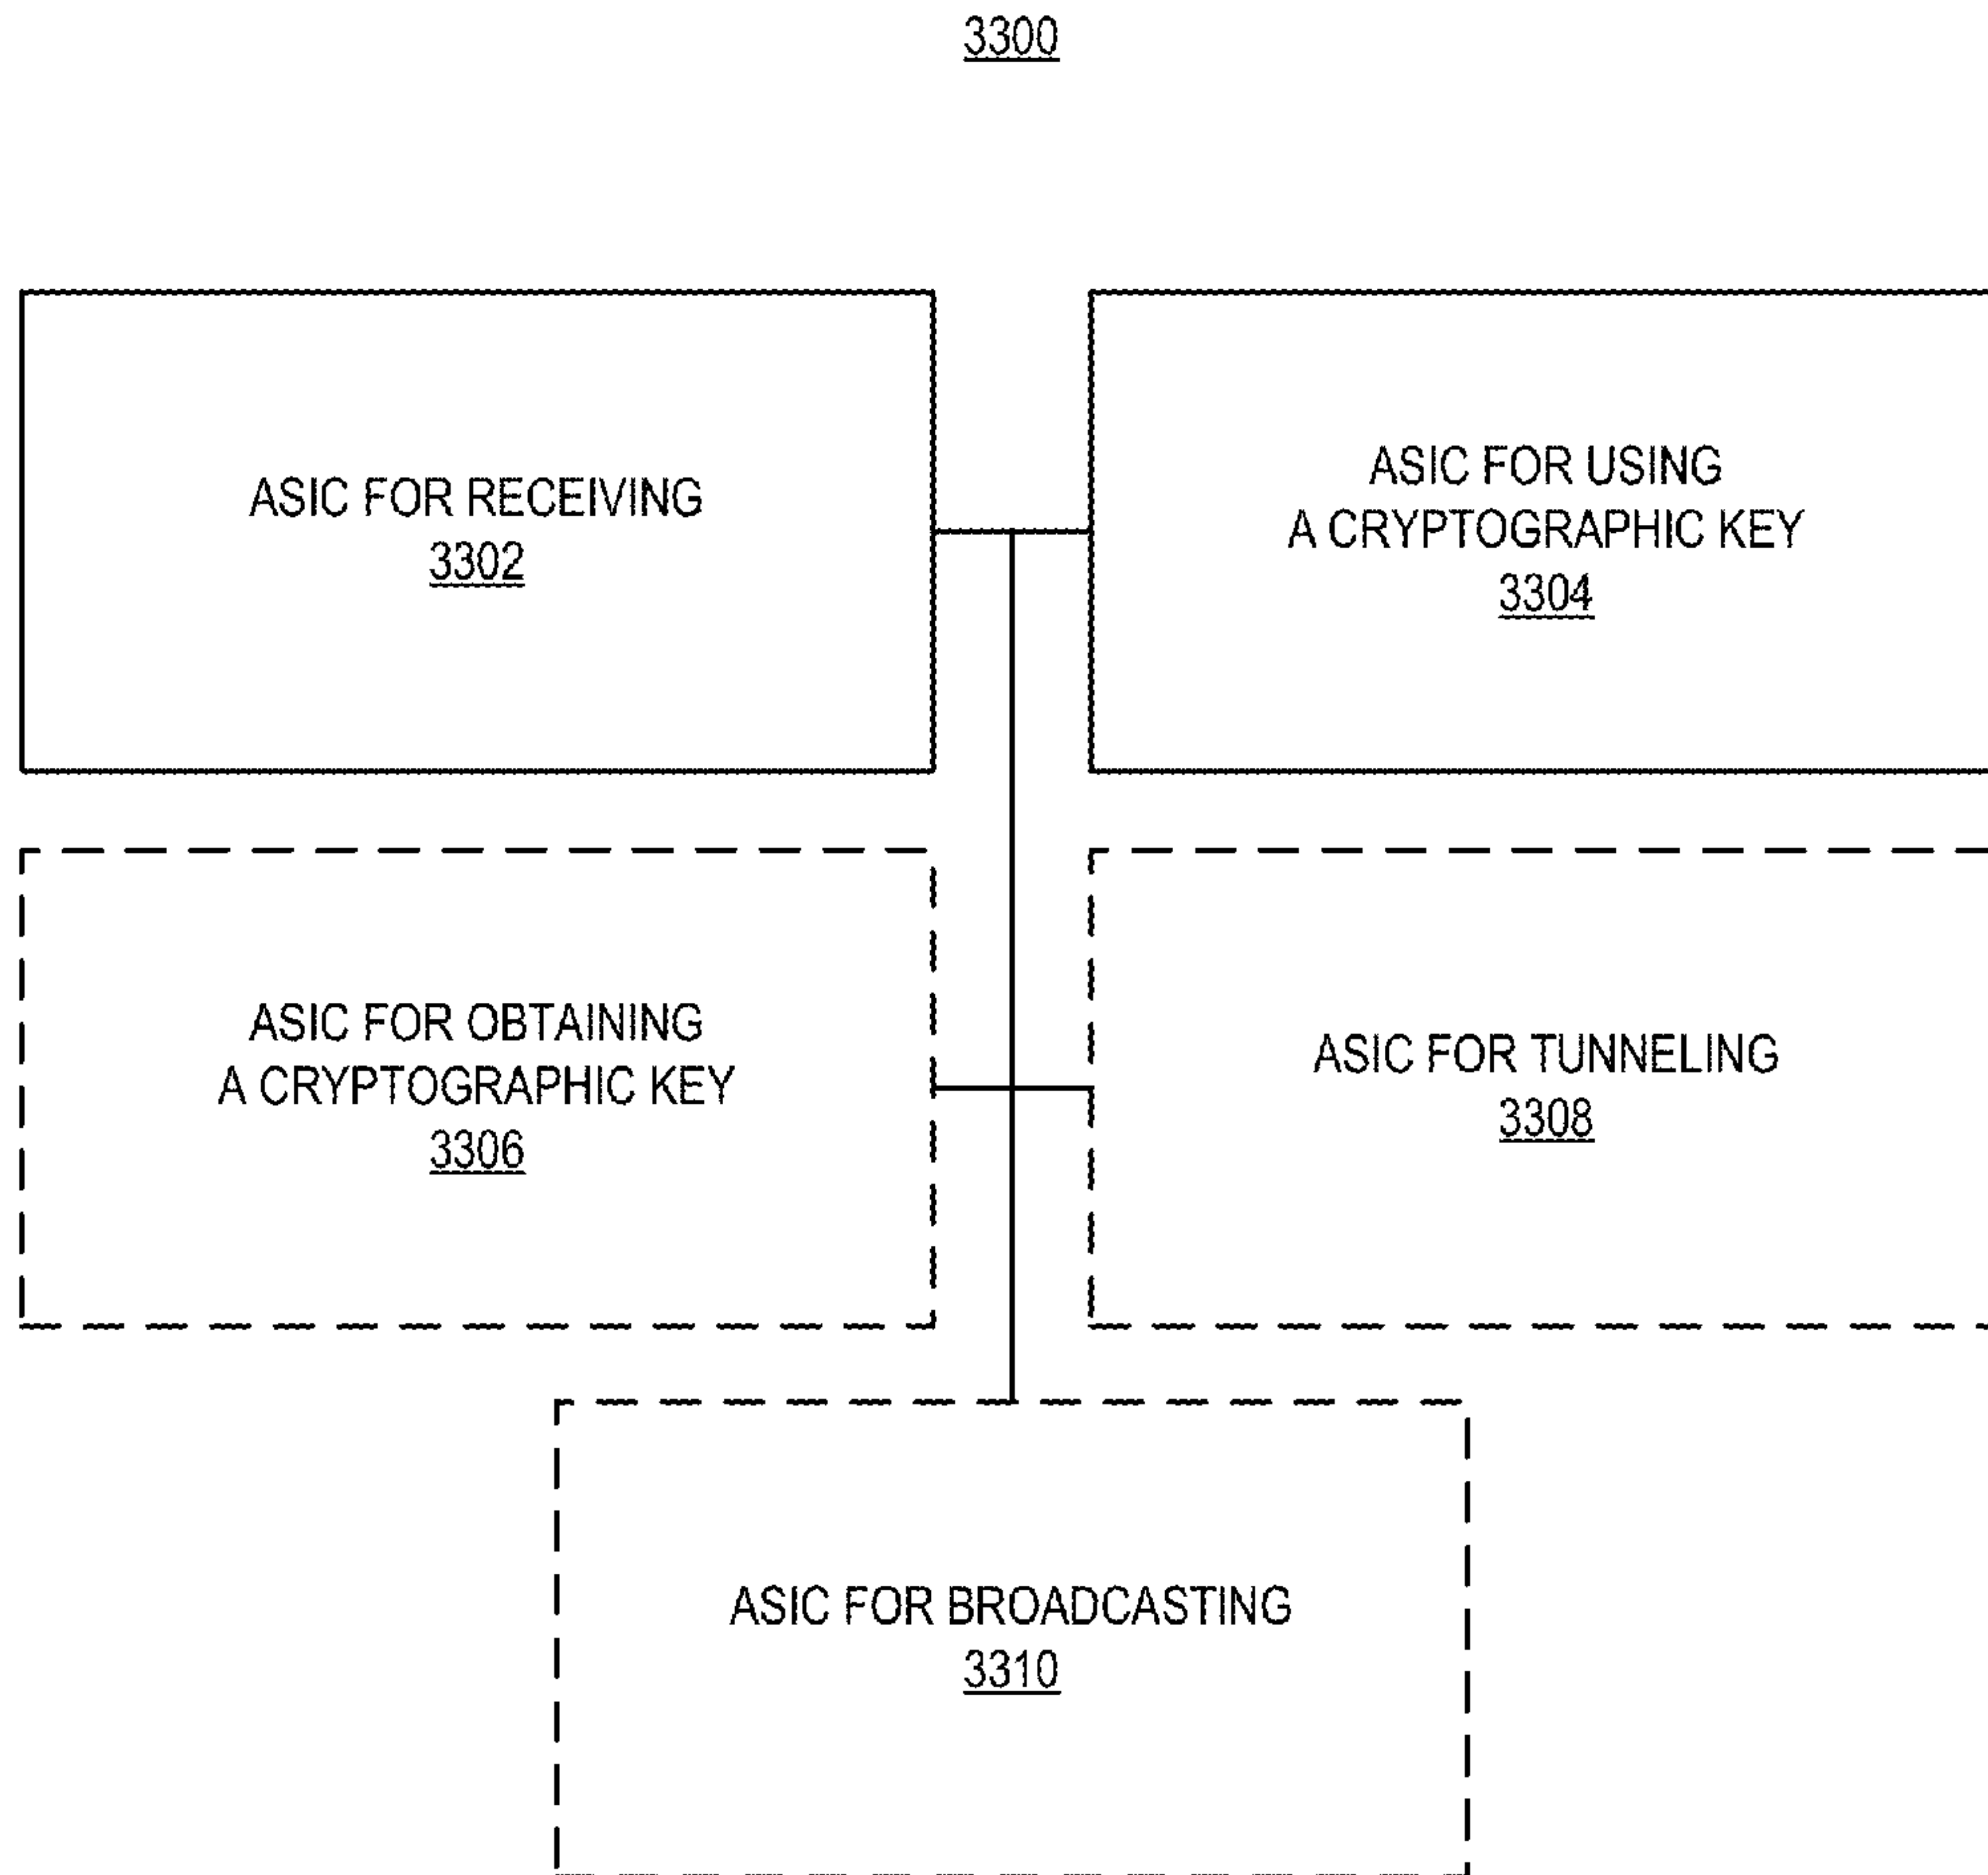 3300
ASIC FOR RECEIVING
3302
ASIC FOR USING
A CRYPTOGRAPHIC KEY
3304
ASIC FOR OBTAINING
A CRYPTOGRAPHIC KEY
3306
ASIC FOR TUNNELING
3308
ASIC FOR BROADCASTING
3310